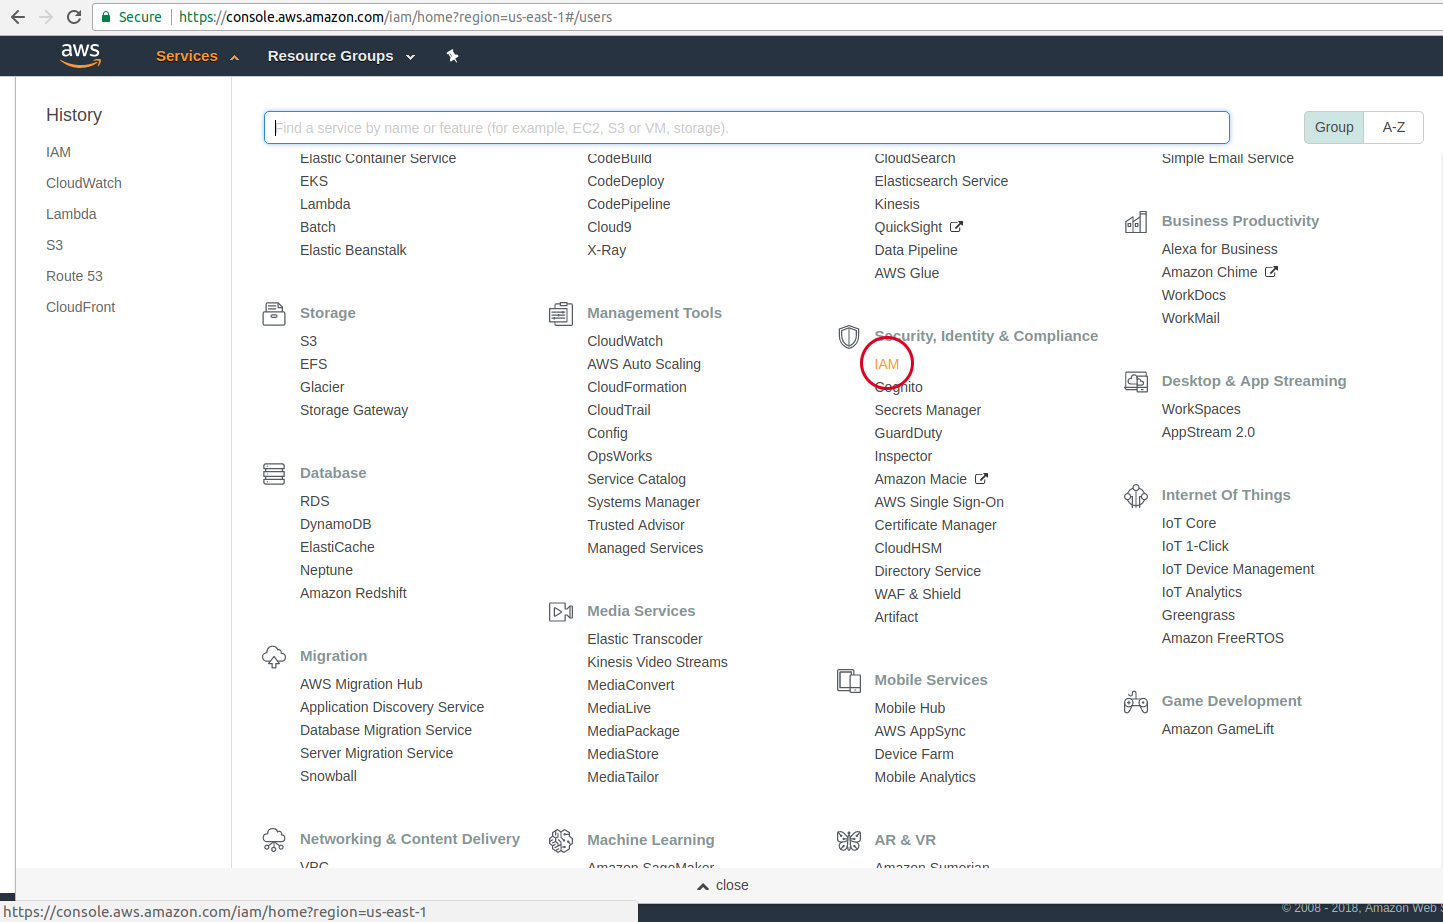 Secure https://console.aws.amazon.com/iam/home?region=us-east-1#/users
aws Services Resource Groups
History
IAM
CloudWatch
Lambda
S3
Route 53
CloudFront
Find a service by name or feature (for example, EC2, S3 or VM, storage).
Group A-Z
Elastic Container Service
EKS
Lambda
Batch
Elastic Beanstalk
Storage
S3
EFS
Glacier
Storage Gateway
Database
RDS
DynamoDB
ElastiCache
Neptune
Amazon Redshift
Migration
AWS Migration Hub
Application Discovery Service
Database Migration Service
Server Migration Service
Snowball
Networking & Content Delivery
VPC
CodeBuild
CodeDeploy
CodePipeline
Cloud9
X-Ray
Management Tools
CloudWatch
AWS Auto Scaling
CloudFormation
CloudTrail
Config
OpsWorks
Service Catalog
Systems Manager
Trusted Advisor
Managed Services
Media Services
Elastic Transcoder
Kinesis Video Streams
MediaConvert
MediaLive
MediaPackage
MediaStore
MediaTailor
Machine Learning
Amazon SageMaker
CloudSearch
Elasticsearch Service
Kinesis
QuickSight
Data Pipeline
AWS Glue
Security, Identity & Compliance
IAM
Cognito
Secrets Manager
GuardDuty
Inspector
Amazon Macie
AWS Single Sign-On
Certificate Manager
CloudHSM
Directory Service
WAF & Shield
Artifact
Mobile Services
Mobile Hub
AWS AppSync
Device Farm
Mobile Analytics
AR & VR
Amazon Sumerian
Simple Email Service
Business Productivity
Alexa for Business
Amazon Chime
WorkDocs
WorkMail
Desktop & App Streaming
WorkSpaces
AppStream 2.0
Internet Of Things
IoT Core
IoT 1-Click
IoT Device Management
IoT Analytics
Greengrass
Amazon FreeRTOS
Game Development
Amazon GameLift
close
https://console.aws.amazon.com/iam/home?region=us-east-1
© 2008 - 2018, Amazon Web